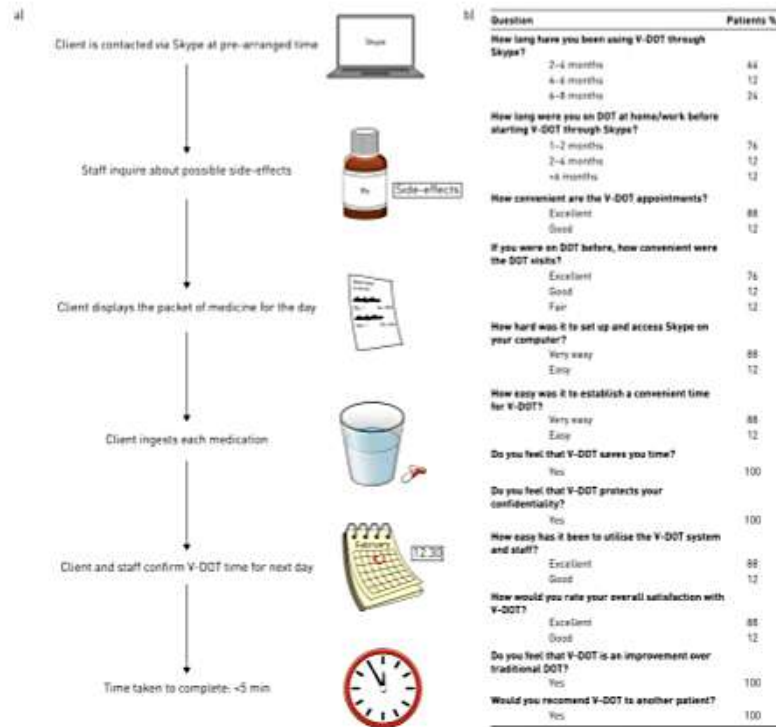 a)
Client is contacted via Skype at pre-arranged time
Skype
Staff inquire about possible side-effects
Rx
Side-effects
Client displays the packet of medicine for the day
Client ingests each medication
Client and staff confirm V-DOT time for next day
February
12:30
Time taken to complete: <5 min
b)
Question Patients %
How long have you been using V-DOT through
Skype?
2–4 months
4–6 months 12
6–8 months 24
How long were you on DOT at home/work before
starting V-DOT through Skype?
1–2 months 76
2–4 months 12
months 12
How convenient are the V-DOT appointments?
Excellent 88
Good 12
If you were on DOT before, how convenient were
the DOT visits?
Excellent 76
Good 12
Fair 12
How hard was it to set up and access Skype on
your computer?
Very easy 88
Easy 12
How easy was it to establish a convenient time
for V-DOT?
Very easy 88
Easy 12
Do you feel that V-DOT saves you time?
Yes 100
Do you feel that V-DOT protects your
confidentiality?
Yes 100
How easy has it been to utilise the V-DOT system
and staff?
Excellent 88
Good 12
How would you rate your overall satisfaction with
V-DOT?
Excellent 88
Good 12
Do you feel that V-DOT is an improvement over
traditional DOT?
Yes 100
Would you recomend V-DOT to another patient?
Yes 100